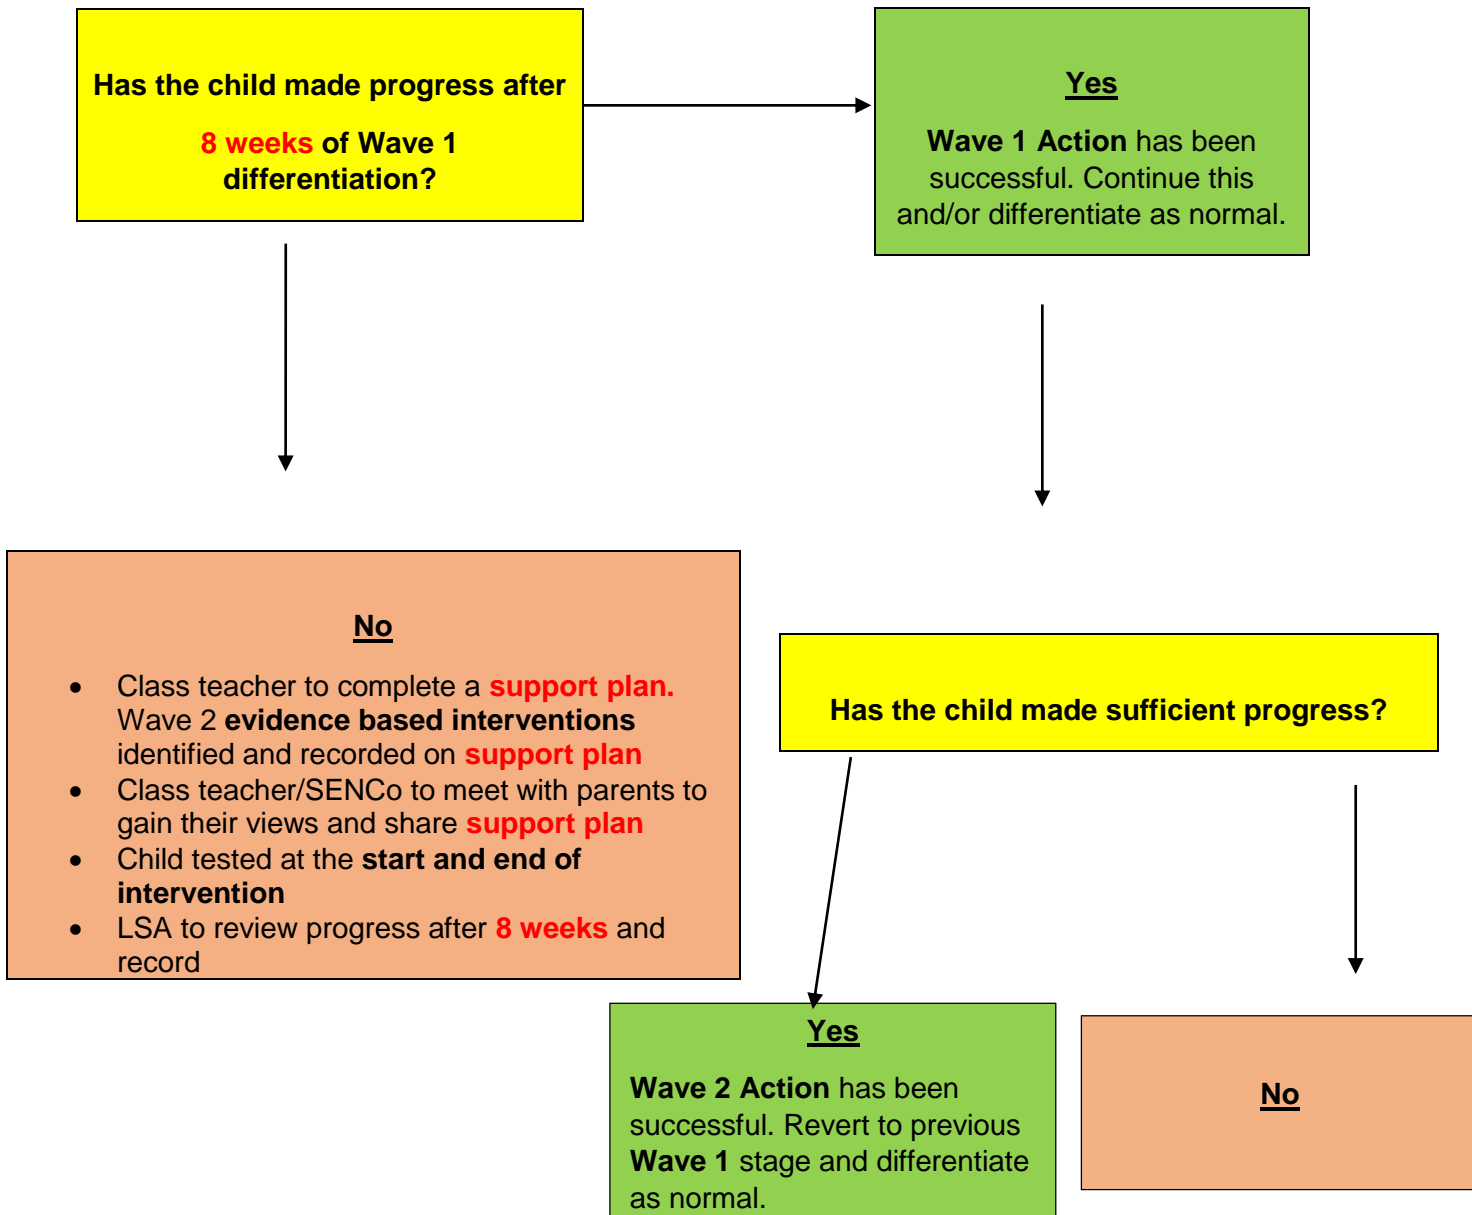 Has the child made progress after
8 weeks of Wave 1
differentiation?
Yes
Wave 1 Action has been
successful. Continue this
and/or differentiate as normal.
No
• Class teacher to complete a support plan.
Wave 2 evidence based interventions
identified and recorded on support plan
• Class teacher/SENCo to meet with parents to
gain their views and share support plan
• Child tested at the start and end of
intervention
• LSA to review progress after 8 weeks and
record
Has the child made sufficient progress?
Yes
Wave 2 Action has been
successful. Revert to previous
Wave 1 stage and differentiate
as normal.
No